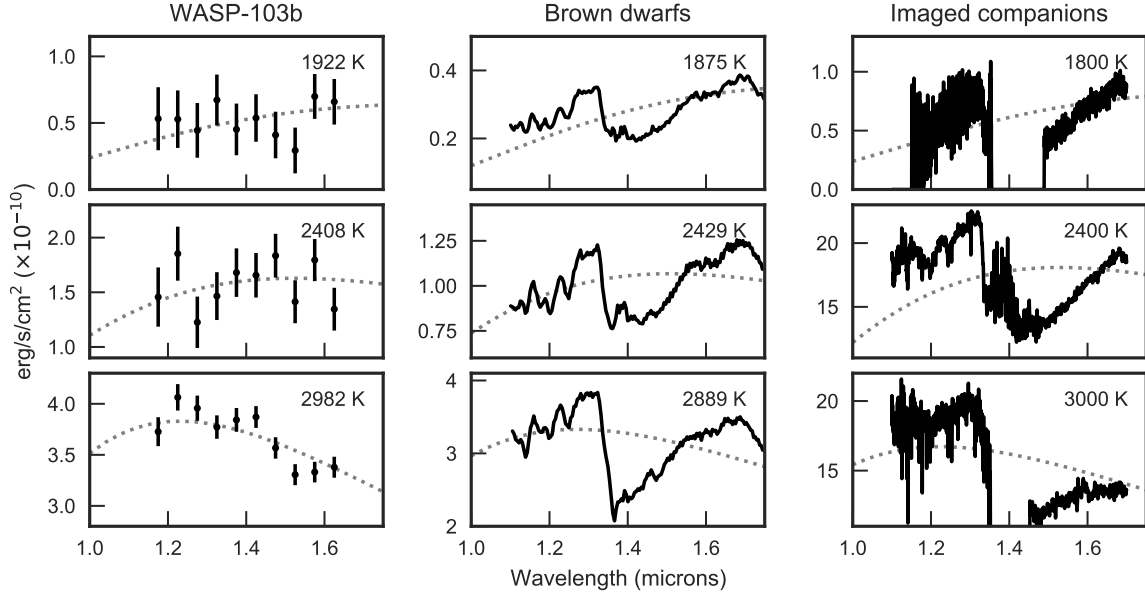 WASP-103b
Brown dwarfs
Imaged companions
1.0
0.5
0.0
1922 K
0.4
0.2
1875 K
1.0
0.5
0.0
1800 K
erg/s/cm² (×10⁻¹⁰)
2.0
1.5
1.0
2408 K
1.25
1.00
0.75
2429 K
20
15
2400 K
4.0
3.5
3.0
2982 K
4
3
2
2889 K
20
15
3000 K
1.0 1.2 1.4 1.6
1.0 1.2 1.4 1.6
1.0 1.2 1.4 1.6
Wavelength (microns)